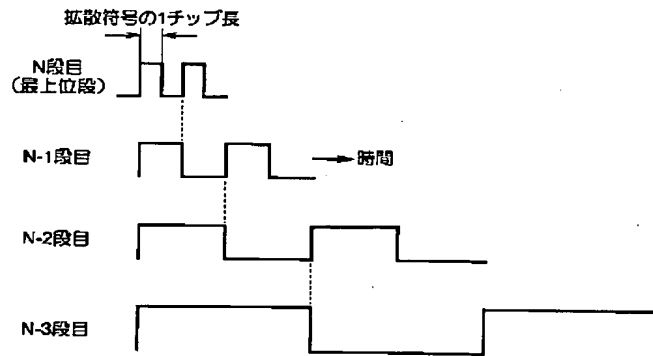 拡散符号の1チップ長
N段目
(最上位段)
N-1段目
時間
N-2段目
N-3段目